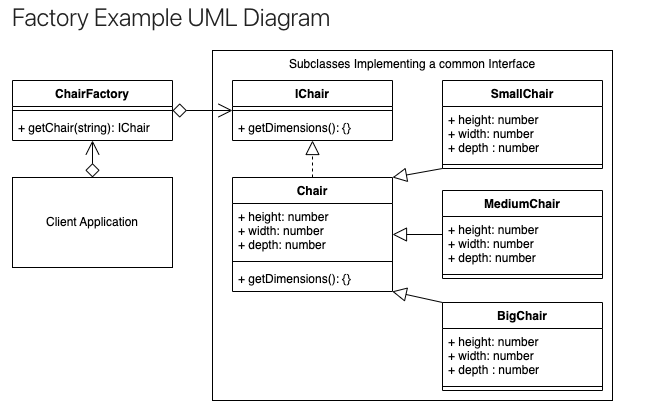 Factory Example UML Diagram
Subclasses Implementing a common Interface
ChairFactory
+ getChair(string): IChair
Client Application
IChair
+ getDimensions(): {}
Chair
+ height: number
+ width: number
+ depth: number
+ getDimensions(): {}
SmallChair
+ height: number
+ width: number
+ depth : number
MediumChair
+ height: number
+ width: number
+ depth: number
BigChair
+ height: number
+ width: number
+ depth : number